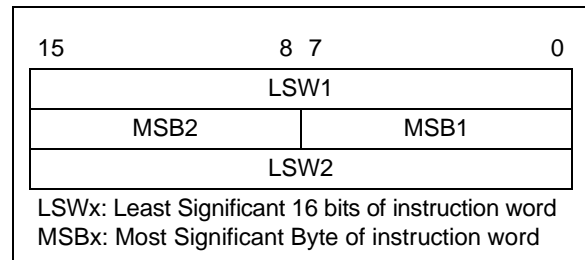 15 8 7 0
LSW1
MSB2 MSB1
LSW2
LSWx: Least Significant 16 bits of instruction word
MSBx: Most Significant Byte of instruction word